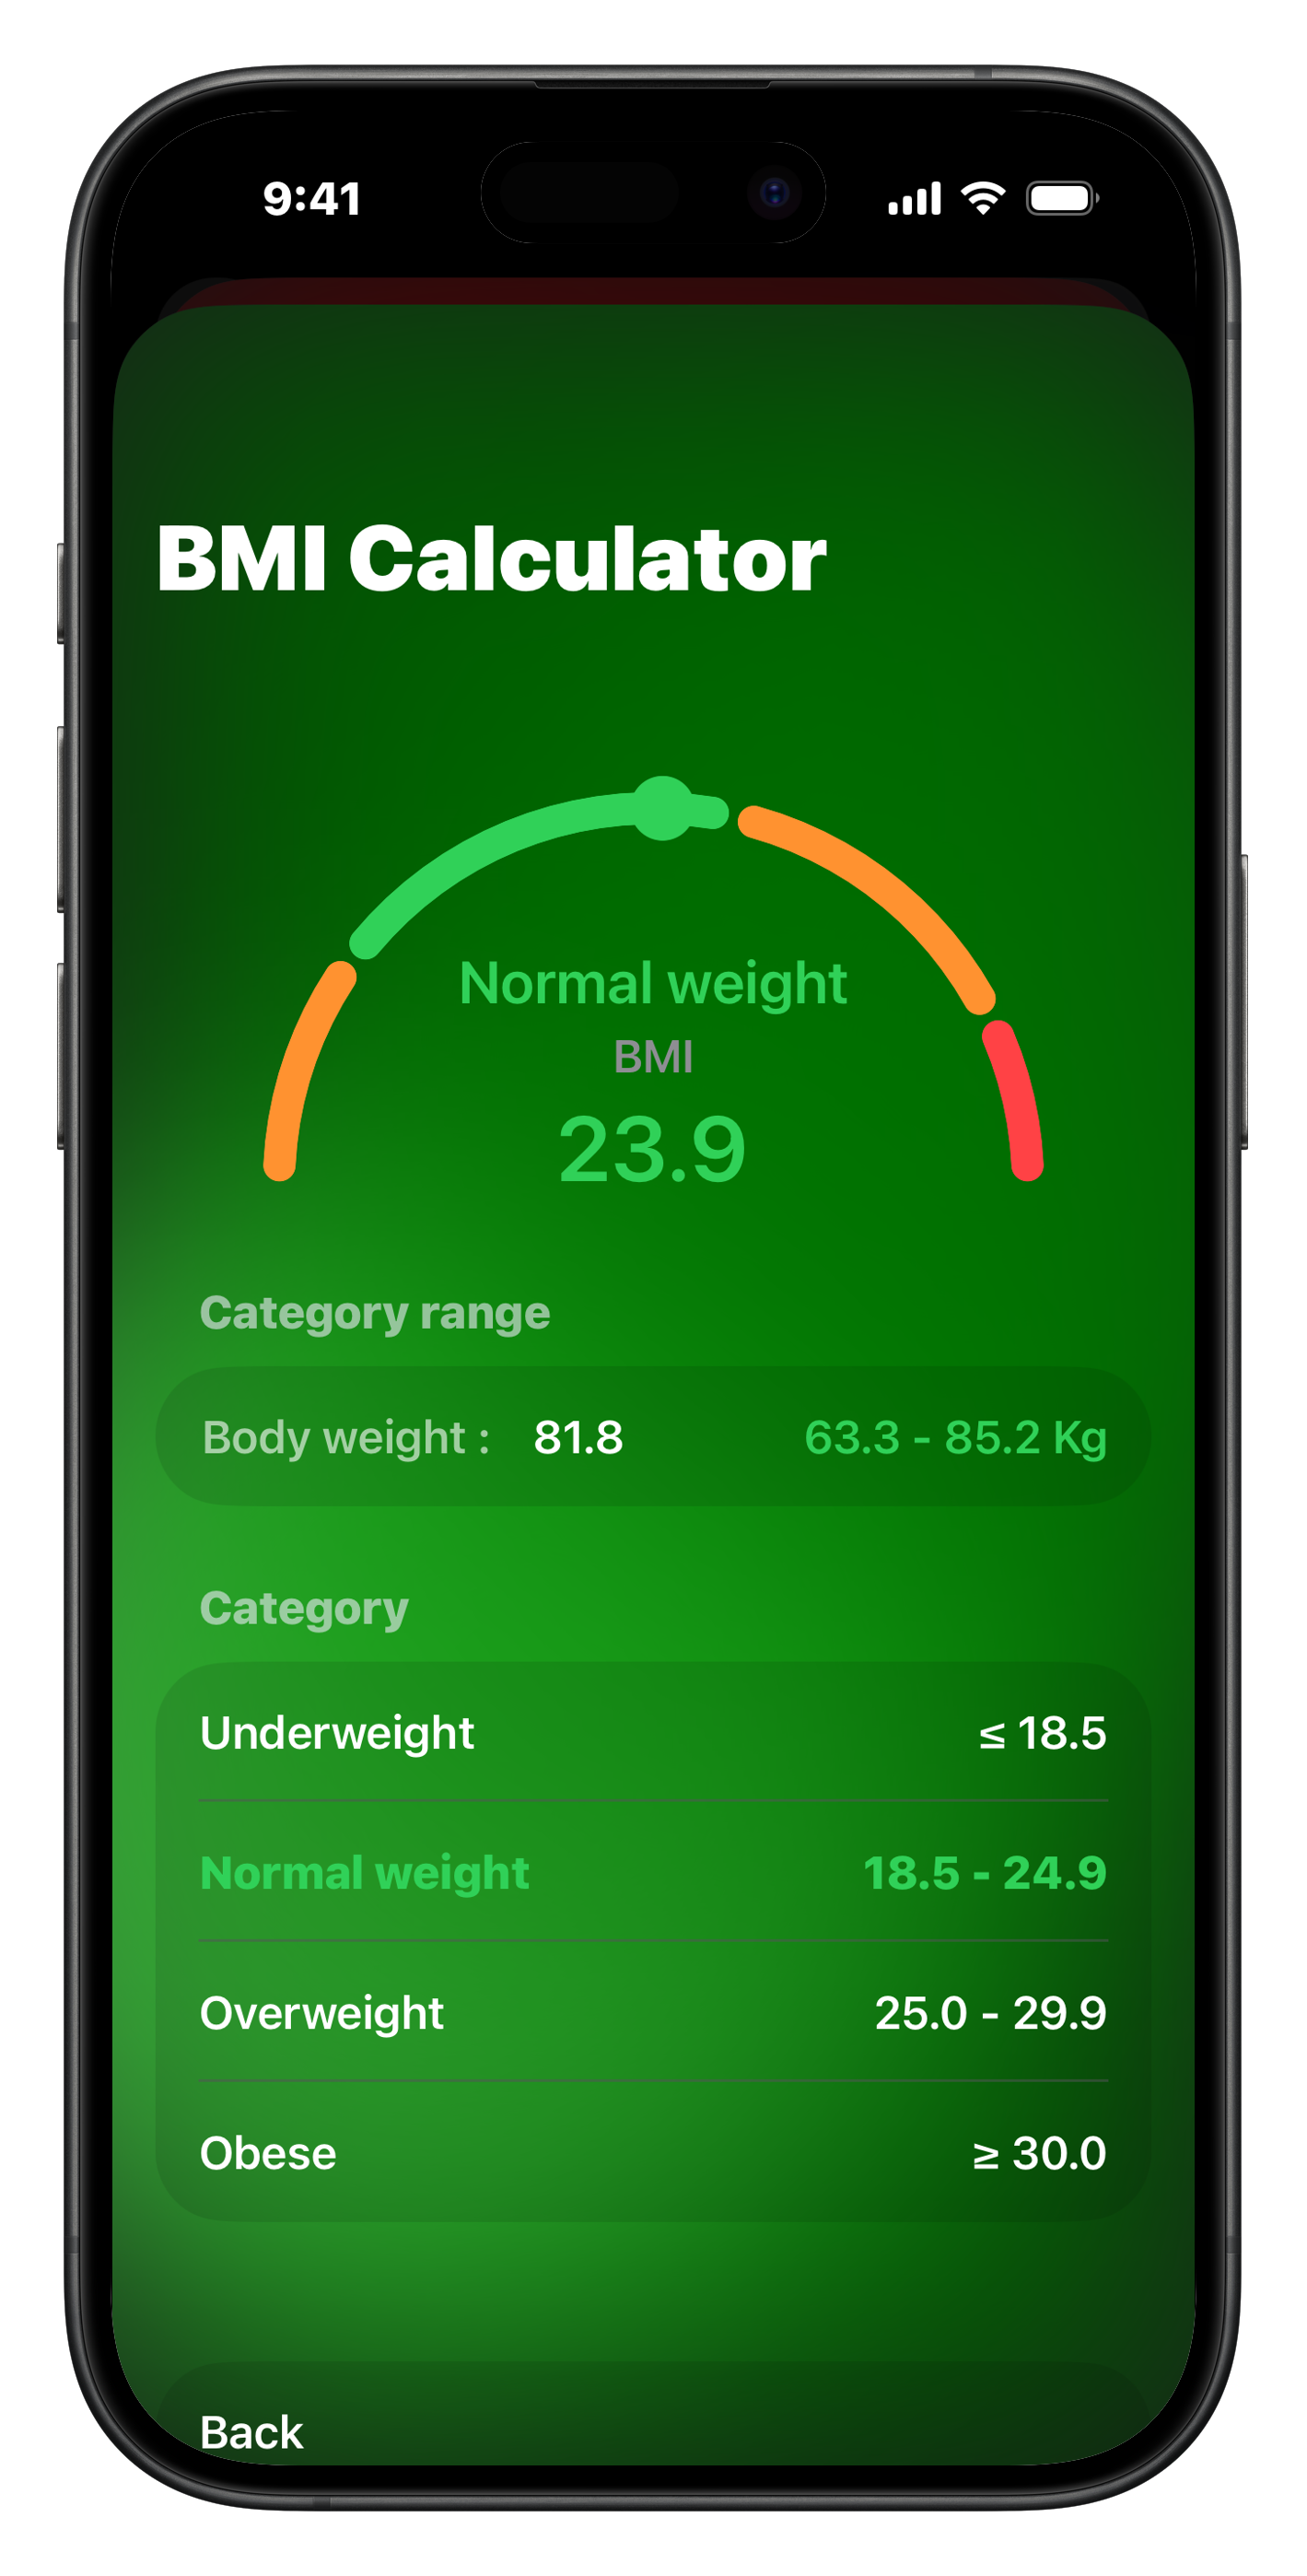 9:41
BMI Calculator
Normal weight
BMI
23.9
Category range
Body weight : 81.8 63.3 - 85.2 Kg
Category
Underweight ≤ 18.5
Normal weight 18.5 - 24.9
Overweight 25.0 - 29.9
Obese ≥ 30.0
Back